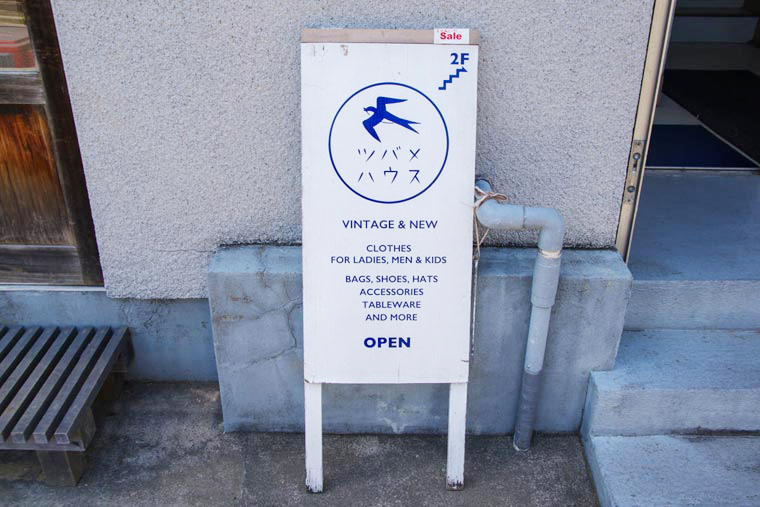 Sale
2F
ツバメ
ハウス
VINTAGE & NEW
CLOTHES
FOR LADIES, MEN & KIDS
BAGS, SHOES, HATS
ACCESSORIES
TABLEWARE
AND MORE
OPEN